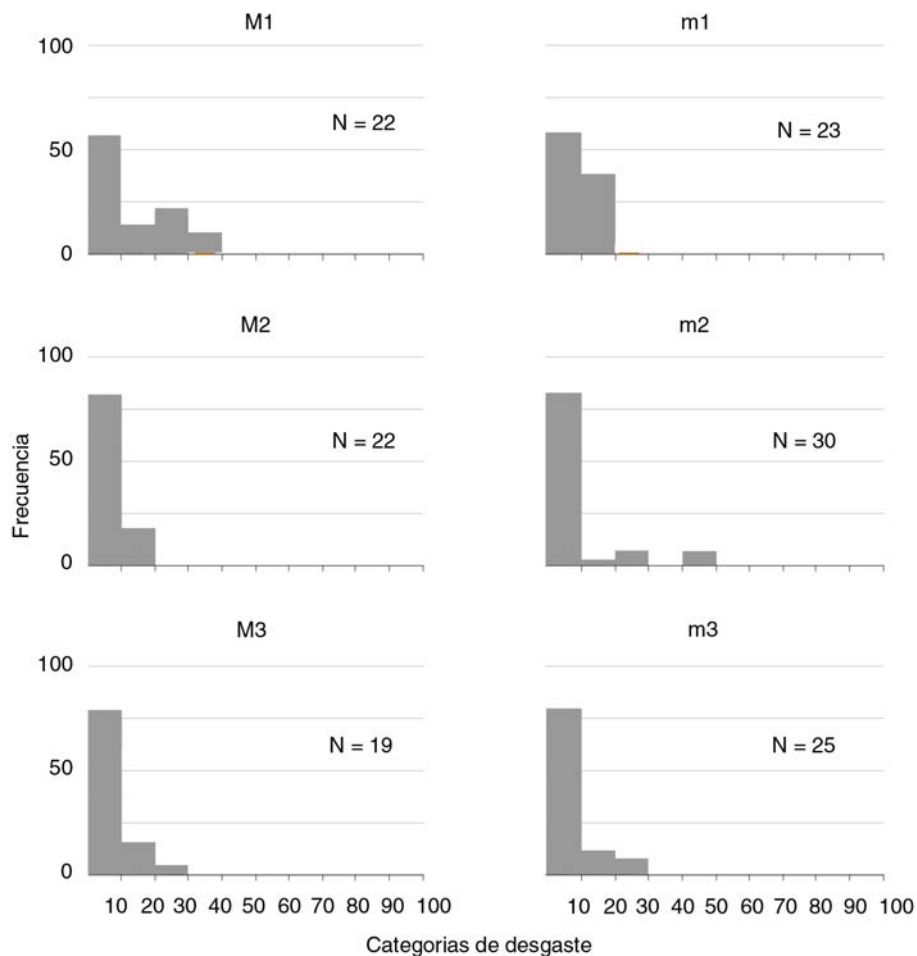 M1
m1
100
N = 22
N = 23
50
0
M2
m2
100
N = 22
N = 30
50
0
Frecuencia
M3
m3
100
N = 19
N = 25
50
0
10 20 30 40 50 60 70 80 90 100
10 20 30 40 50 60 70 80 90 100
Categorias de desgaste